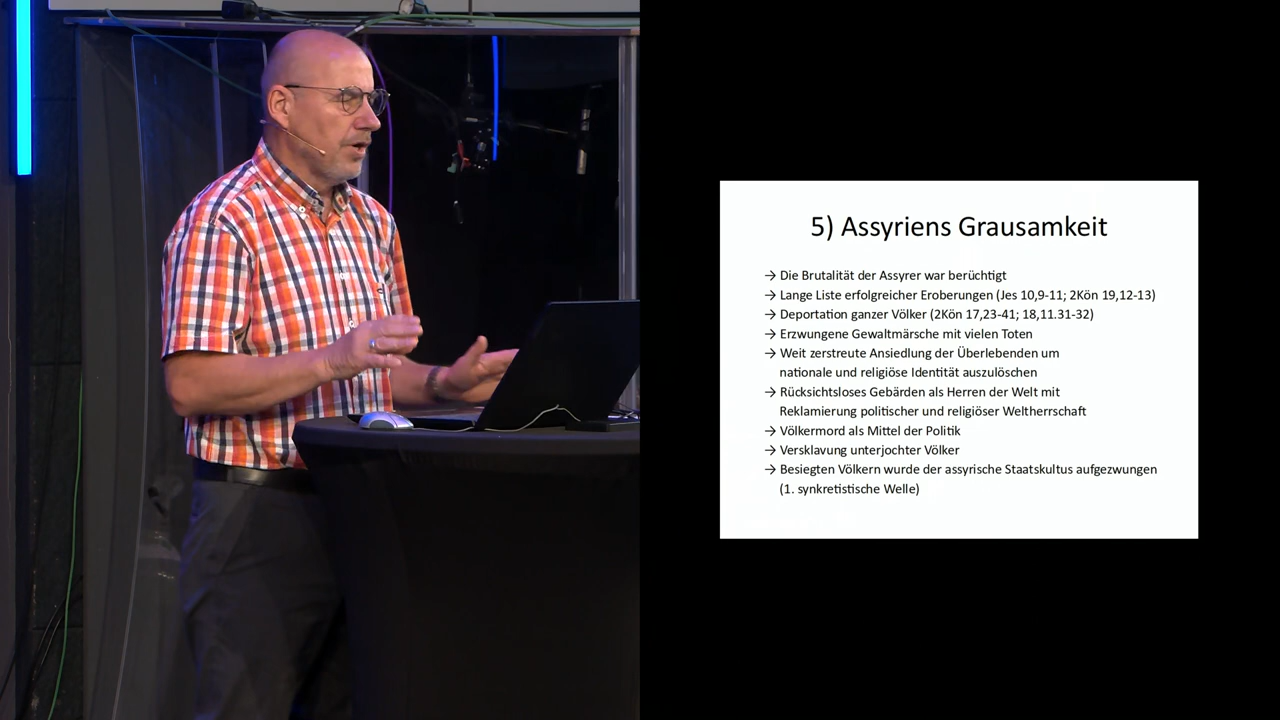 5) Assyriens Grausamkeit
→ Die Brutalität der Assyrer war berüchtigt
→ Lange Liste erfolgreicher Eroberungen (Jes 10,9-11; 2Kön 19,12-13)
→ Deportation ganzer Völker (2Kön 17,23-41; 18,11.31-32)
→ Erzwungene Gewaltmärsche mit vielen Toten
→ Weit zerstreute Ansiedlung der Überlebenden um
nationale und religiöse Identität auszulöschen
→ Rücksichtsloses Gebärden als Herren der Welt mit
Reklamierung politischer und religiöser Weltherrschaft
→ Völkermord als Mittel der Politik
→ Versklavung unterjochter Völker
→ Besiegten Völkern wurde der assyrische Staatskultus aufgezwungen
(1. synkretistische Welle)